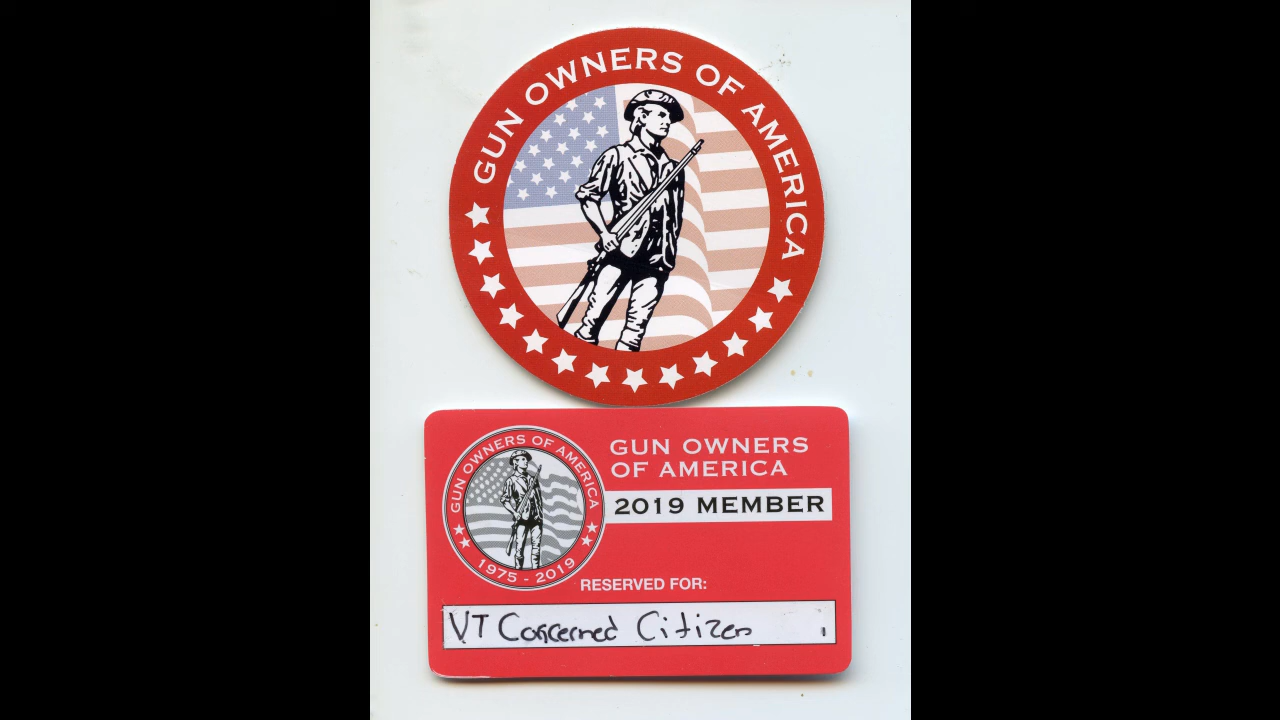 GUN OWNERS OF AMERICA
GUN OWNERS OF AMERICA
1975 - 2019
GUN OWNERS
OF AMERICA
2019 MEMBER
RESERVED FOR:
VT Concerned Citizen